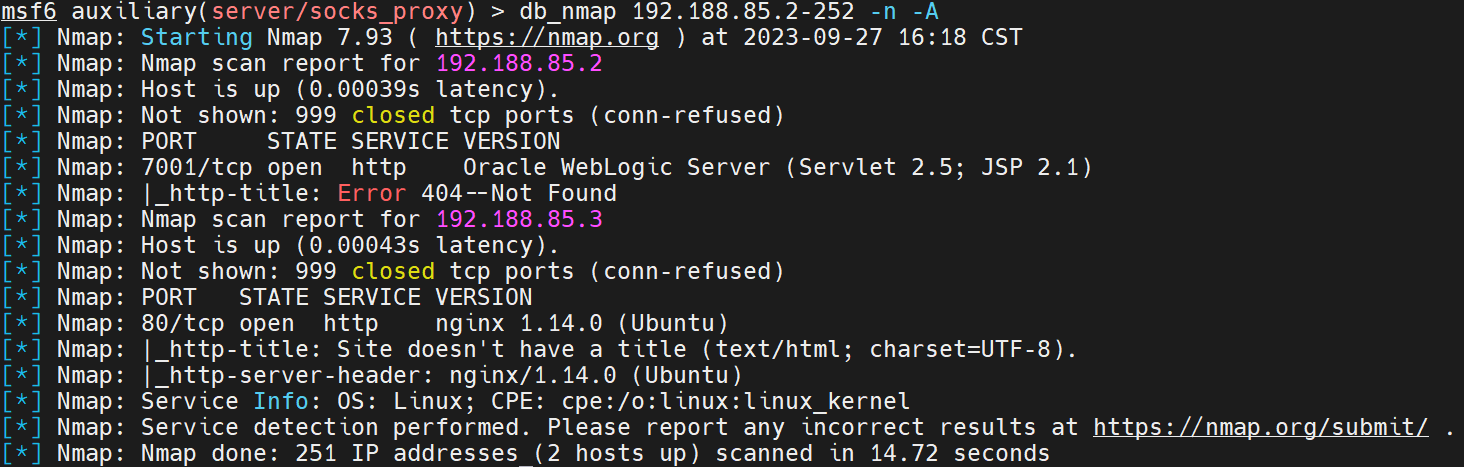 msf6 auxiliary(server/socks_proxy) > db_nmap 192.188.85.2-252 -n -A
[*] Nmap: Starting Nmap 7.93 ( https://nmap.org ) at 2023-09-27 16:18 CST
[*] Nmap: Nmap scan report for 192.188.85.2
[*] Nmap: Host is up (0.00039s latency).
[*] Nmap: Not shown: 999 closed tcp ports (conn-refused)
[*] Nmap: PORT     STATE SERVICE VERSION
[*] Nmap: 7001/tcp open  http    Oracle WebLogic Server (Servlet 2.5; JSP 2.1)
[*] Nmap: |_http-title: Error 404--Not Found
[*] Nmap: Nmap scan report for 192.188.85.3
[*] Nmap: Host is up (0.00043s latency).
[*] Nmap: Not shown: 999 closed tcp ports (conn-refused)
[*] Nmap: PORT   STATE SERVICE VERSION
[*] Nmap: 80/tcp open  http    nginx 1.14.0 (Ubuntu)
[*] Nmap: |_http-title: Site doesn't have a title (text/html; charset=UTF-8).
[*] Nmap: |_http-server-header: nginx/1.14.0 (Ubuntu)
[*] Nmap: Service Info: OS: Linux; CPE: cpe:/o:linux:linux_kernel
[*] Nmap: Service detection performed. Please report any incorrect results at https://nmap.org/submit/ .
[*] Nmap: Nmap done: 251 IP addresses (2 hosts up) scanned in 14.72 seconds